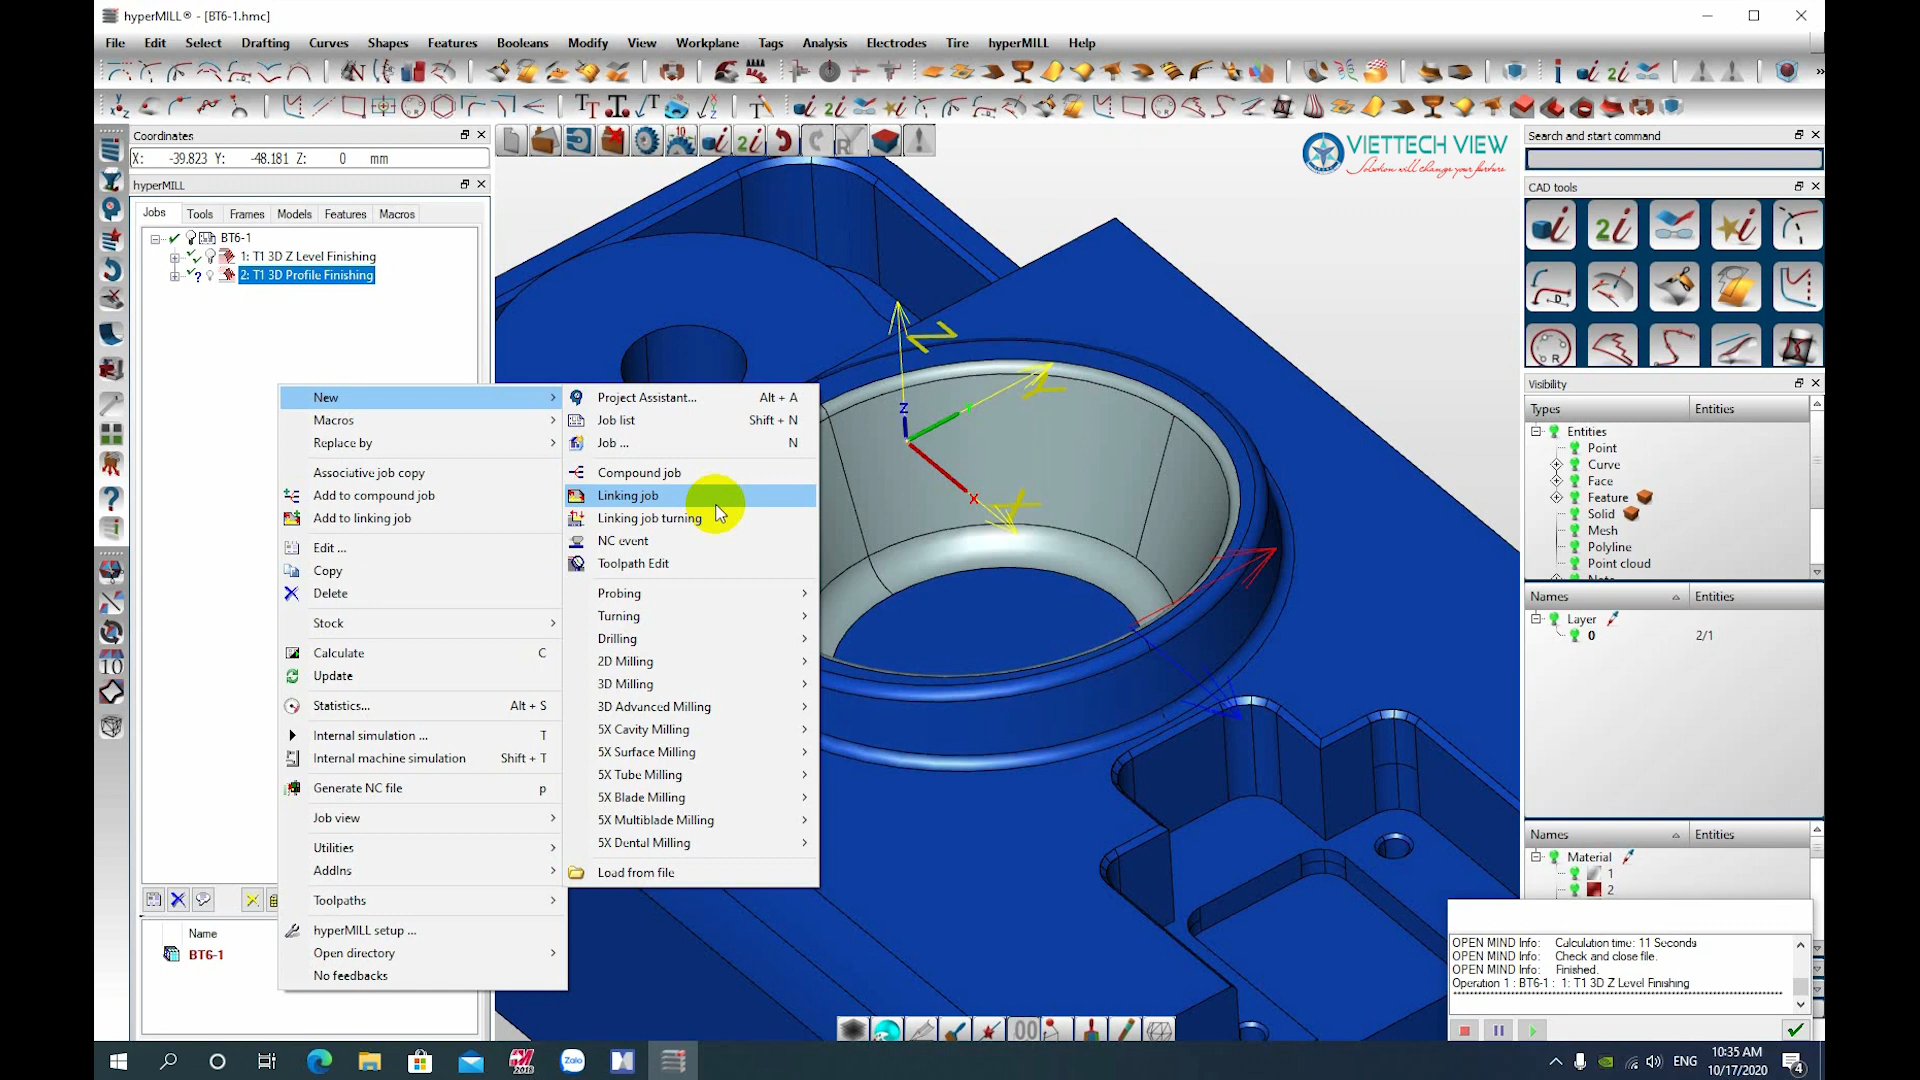 hyperMILL® - [BT6-1.hmc]
File Edit Select Drafting Curves Shapes Features Booleans Modify View Workplane Tags Analysis Electrodes Tire hyperMILL Help
Coordinates
X: -39.823 Y: -48.181 Z: 0 mm
hyperMILL
Jobs Tools Frames Models Features Macros
BT6-1
1: T1 3D Z Level Finishing
2: T1 3D Profile Finishing
New
Macros
Replace by
Associative job copy
Add to compound job
Add to linking job
Edit ...
Copy
Delete
Stock
Calculate C
Update
Statistics... Alt + S
Internal simulation ... T
Internal machine simulation Shift + T
Generate NC file p
Job view
Utilities
AddIns
Toolpaths
hyperMILL setup ...
Open directory
No feedbacks
Project Assistant... Alt + A
Job list Shift + N
Job ... N
Compound job
Linking job
Linking job turning
NC event
Toolpath Edit
Probing
Turning
Drilling
2D Milling
3D Milling
3D Advanced Milling
5X Cavity Milling
5X Surface Milling
5X Tube Milling
5X Blade Milling
5X Multiblade Milling
5X Dental Milling
Load from file
Name
BT6-1
VIETTECH VIEW
Solution will change your furture
Z
Y
X
Z
Y
X
Search and start command
CAD tools
Visibility
Types Entities
Entities
Point
Curve
Face
Feature
Solid
Mesh
Polyline
Point cloud
Names Entities
Layer
0 2/1
Names Entities
Material
1
2
OPEN MIND Info: Calculation time: 11 Seconds
OPEN MIND Info: Check and close file.
OPEN MIND Info: Finished.
Operation 1 : BT6-1 : 1: T1 3D Z Level Finishing
2018
Zalo
ENG
10:35 AM
10/17/2020
4